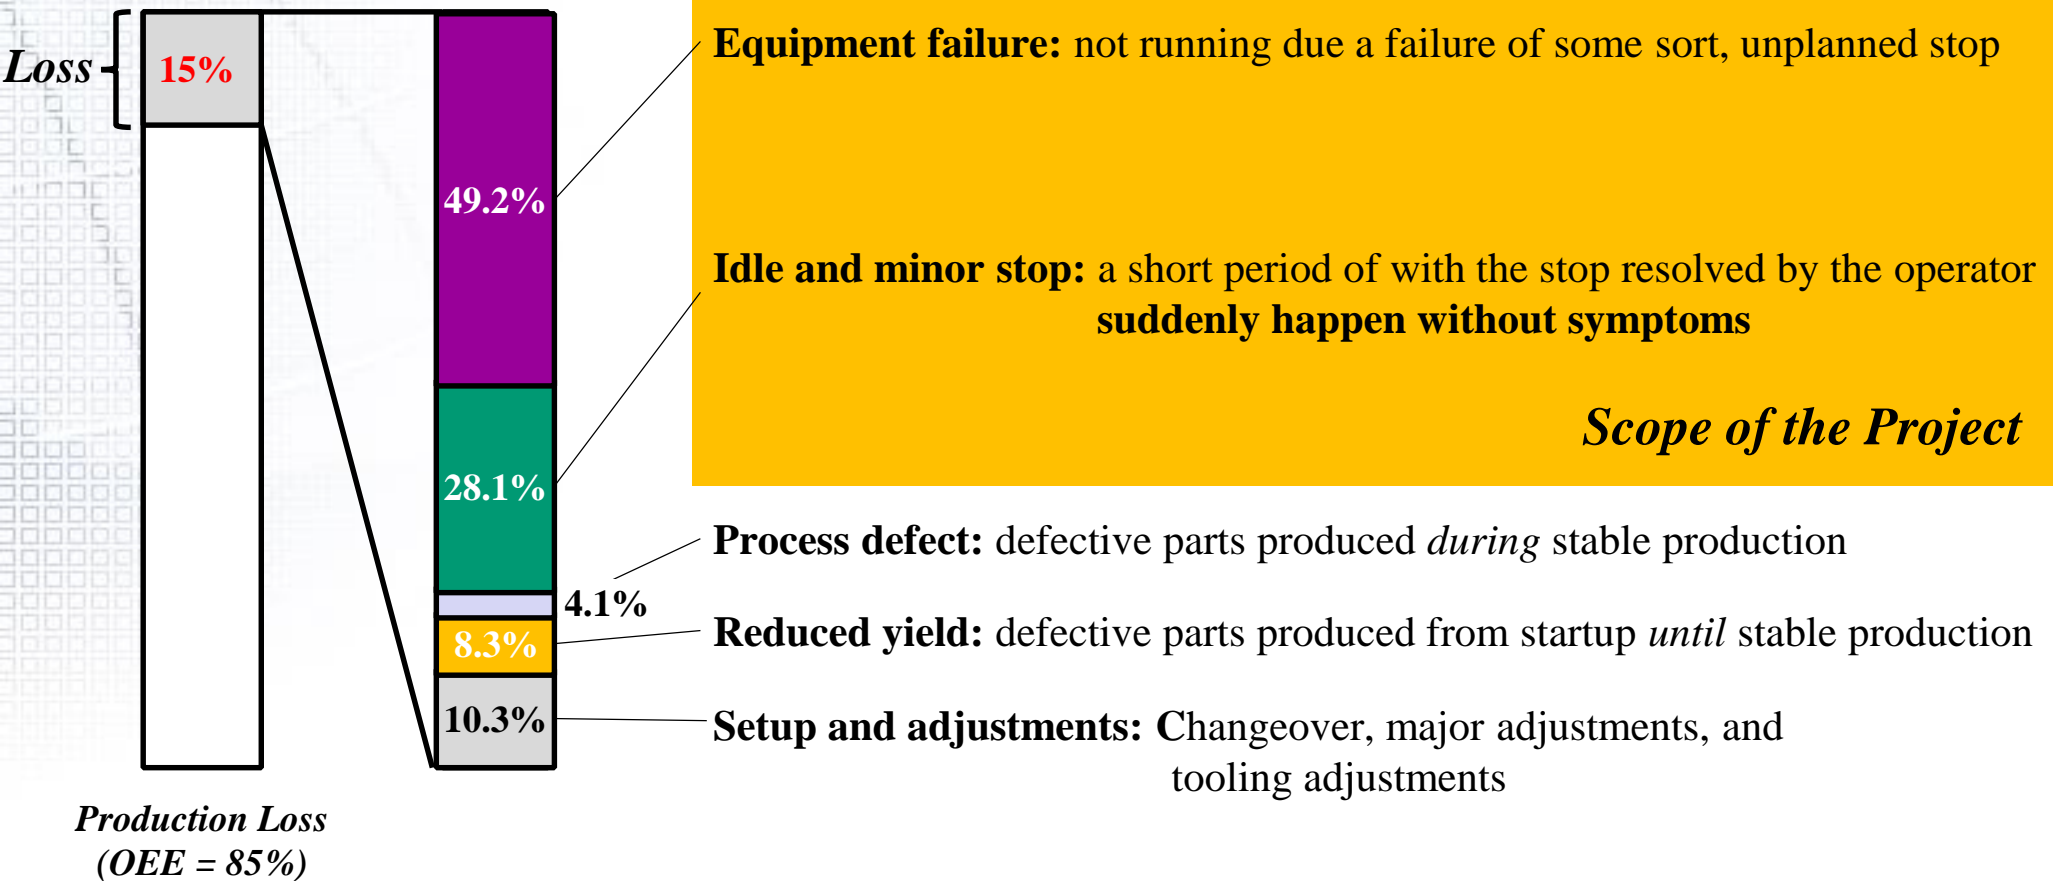 Loss
15%
49.2%
28.1%
4.1%
8.3%
10.3%
Production Loss
(OEE = 85%)
Equipment failure: not running due a failure of some sort, unplanned stop
Idle and minor stop: a short period of with the stop resolved by the operator
suddenly happen without symptoms
Scope of the Project
Process defect: defective parts produced during stable production
Reduced yield: defective parts produced from startup until stable production
Setup and adjustments: Changeover, major adjustments, and
tooling adjustments